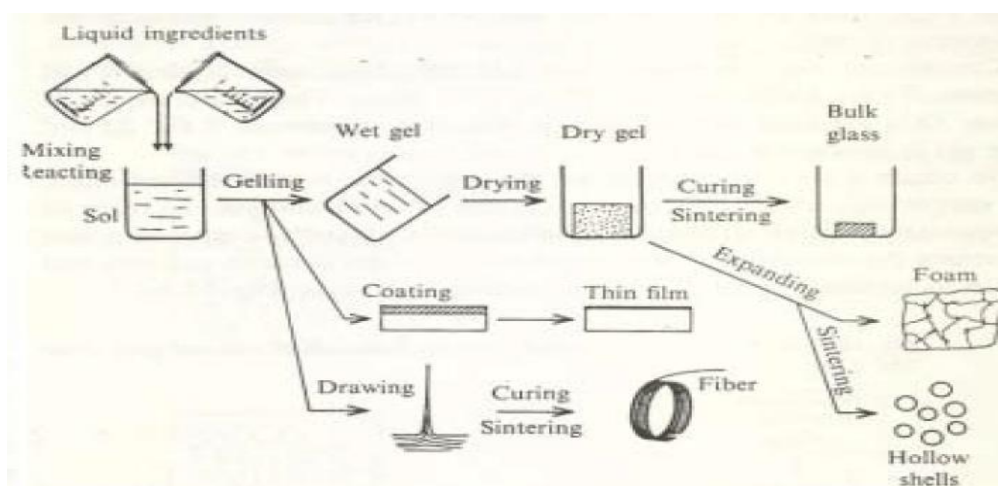 Liquid ingredients
Mixing
Reacting
Sol
Gelling
Wet gel
Drying
Dry gel
Curing
Sintering
Bulk
glass
Expanding
Foam
Sintering
Hollow
shells
Coating
Thin film
Drawing
Curing
Sintering
Fiber